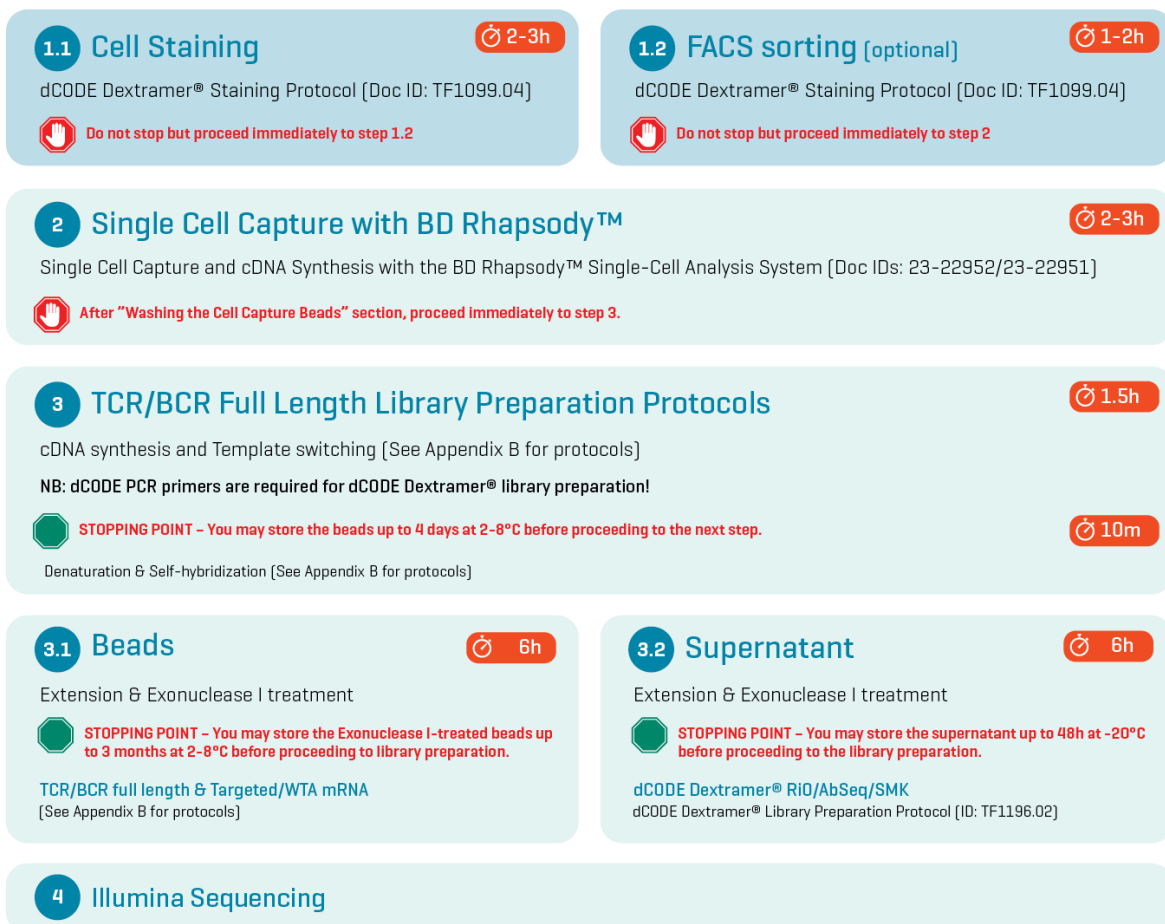 1.1 Cell Staining
2-3h
dCODE Dextramer® Staining Protocol (Doc ID: TF1099.04)
Do not stop but proceed immediately to step 1.2
1.2 FACS sorting (optional)
1-2h
dCODE Dextramer® Staining Protocol (Doc ID: TF1099.04)
Do not stop but proceed immediately to step 2
2 Single Cell Capture with BD Rhapsody™
2-3h
Single Cell Capture and cDNA Synthesis with the BD Rhapsody™ Single-Cell Analysis System (Doc IDs: 23-22952/23-22951)
After "Washing the Cell Capture Beads" section, proceed immediately to step 3.
3 TCR/BCR Full Length Library Preparation Protocols
1.5h
cDNA synthesis and Template switching (See Appendix B for protocols)
NB: dCODE PCR primers are required for dCODE Dextramer® library preparation!
STOPPING POINT – You may store the beads up to 4 days at 2-8°C before proceeding to the next step.
10m
Denaturation & Self-hybridization (See Appendix B for protocols)
3.1 Beads
6h
Extension & Exonuclease I treatment
STOPPING POINT – You may store the Exonuclease I-treated beads up
to 3 months at 2-8°C before proceeding to library preparation.
TCR/BCR full length & Targeted/WTA mRNA
(See Appendix B for protocols)
3.2 Supernatant
6h
Extension & Exonuclease I treatment
STOPPING POINT – You may store the supernatant up to 48h at -20°C
before proceeding to the library preparation.
dCODE Dextramer® RiO/AbSeq/SMK
dCODE Dextramer® Library Preparation Protocol (ID: TF1196.02)
4 Illumina Sequencing